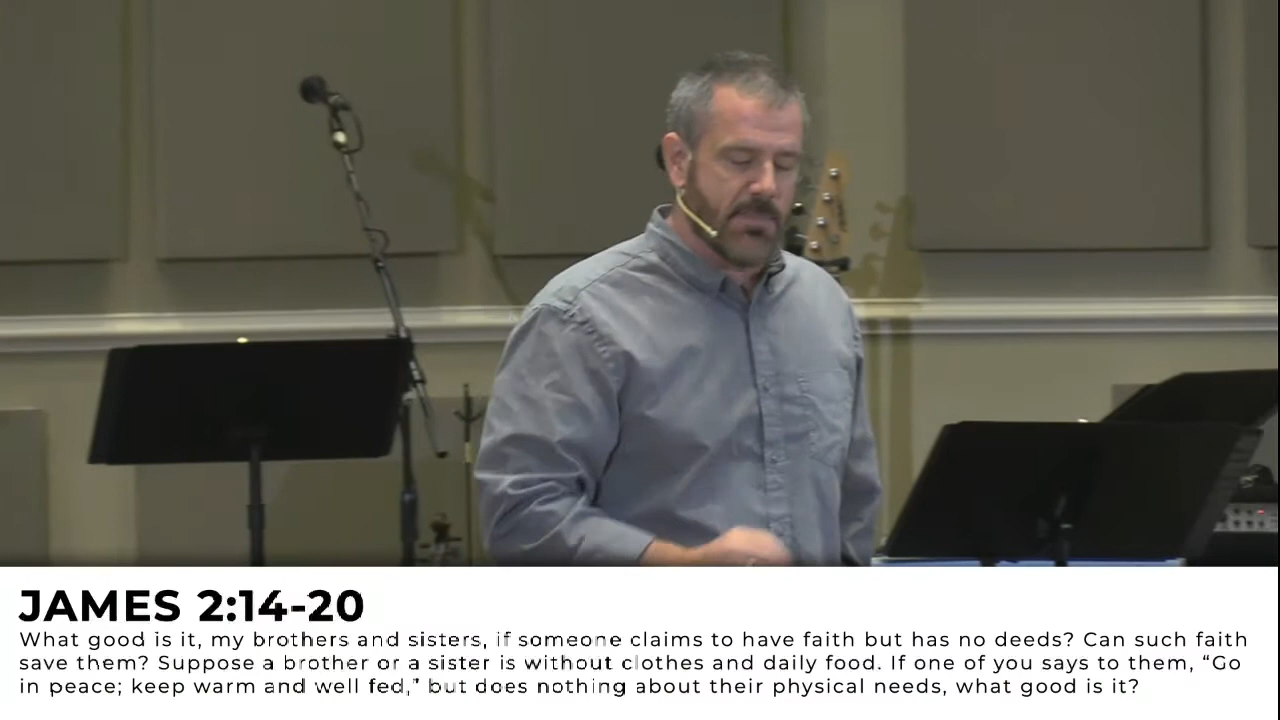 JAMES 2:14-20
What good is it, my brothers and sisters, if someone claims to have faith but has no deeds? Can such faith
save them? Suppose a brother or a sister is without clothes and daily food. If one of you says to them, “Go
in peace; keep warm and well fed,” but does nothing about their physical needs, what good is it?